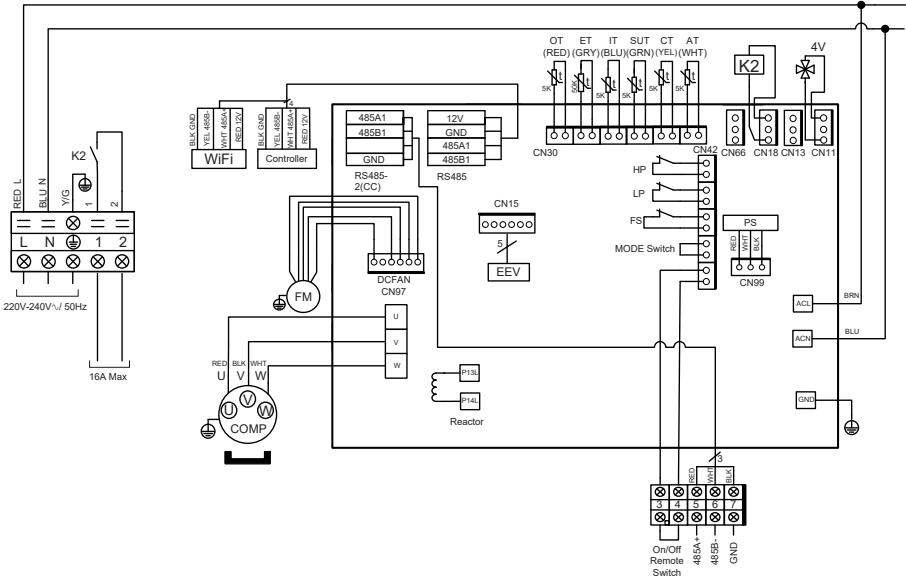 OT ET IT SUT CT AT
(RED) (GRY) (BLU) (GRN) (YEL) (WHT)
5K 50K 5K 5K 5K 5K
K2
4V
CN30
CN42
CN66 CN18 CN13 CN11
RED L
BLU N
Y/G
K2
1
2
L N 1 2
220V-240V∿/ 50Hz
16A Max
BLK GND
YEL 485B-
WHT 485A+
RED 12V
WiFi
BLK GND
YEL 485B-
WHT 485A+
RED 12V
Controller
4
485A1
485B1
GND
RS485-
2(CC)
12V
GND
485A1
485B1
RS485
CN15
5
EEV
DCFAN
CN97
FM
HP
LP
FS
MODE Switch
PS
RED
WHT
BLK
CN99
ACL
BRN
ACN
BLU
GND
U
V
W
RED BLK WHT
U V W
U V W
COMP
P13L
P14L
Reactor
3
RED
WHT
BLK
3 4 5 6 7
On/Off
Remote
Switch
485A+
485B-
GND